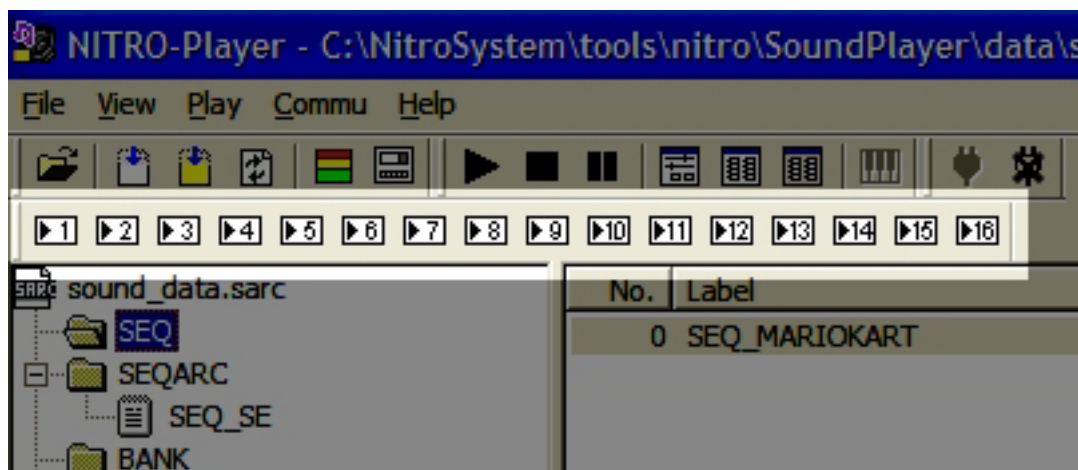 NITRO-Player - C:\NitroSystem\tools\nitro\SoundPlayer\data\s
File View Play Commu Help
1 2 3 4 5 6 7 8 9 10 11 12 13 14 15 16
SARC sound_data.sarc
No. Label
SEQ
0 SEQ_MARIOKART
SEQARC
SEQ_SE
BANK